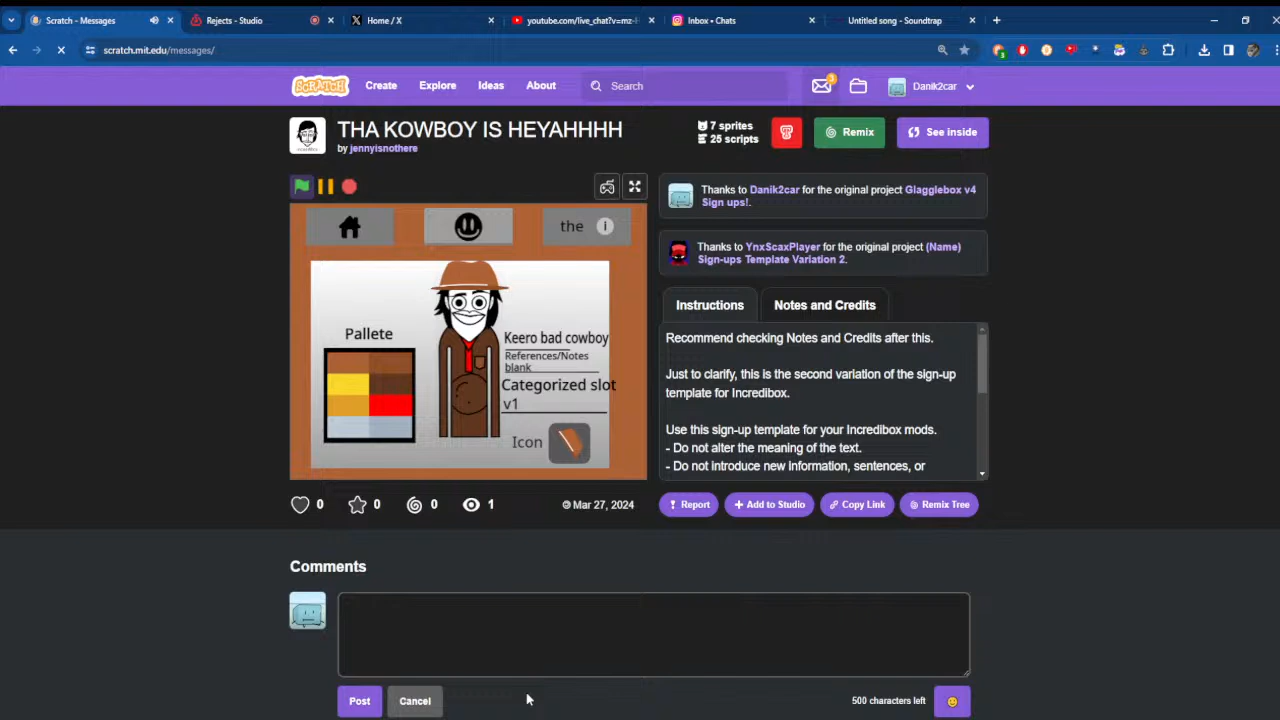 Scratch - Messages
Rejects - Studio
Home / X
youtube.com/live_chat?v=mz-
Inbox • Chats
Untitled song - Soundtrap
scratch.mit.edu/messages/
SCRATCH
Create
Explore
Ideas
About
Search
3
Danik2car
THA KOWBOY IS HEYAHHHH
by jennyisnothere
7 sprites
25 scripts
Remix
See inside
Thanks to Danik2car for the original project Glagglebox v4
Sign ups!.
Thanks to YnxScaxPlayer for the original project (Name)
Sign-ups Template Variation 2.
the i
Pallete
Keero bad cowboy
References/Notes
blank
Categorized slot
v1
Icon
Instructions
Notes and Credits
Recommend checking Notes and Credits after this.
Just to clarify, this is the second variation of the sign-up
template for Incredibox.
Use this sign-up template for your Incredibox mods.
- Do not alter the meaning of the text.
- Do not introduce new information, sentences, or
0
0
0
1
© Mar 27, 2024
Report
Add to Studio
Copy Link
Remix Tree
Comments
Post
Cancel
500 characters left